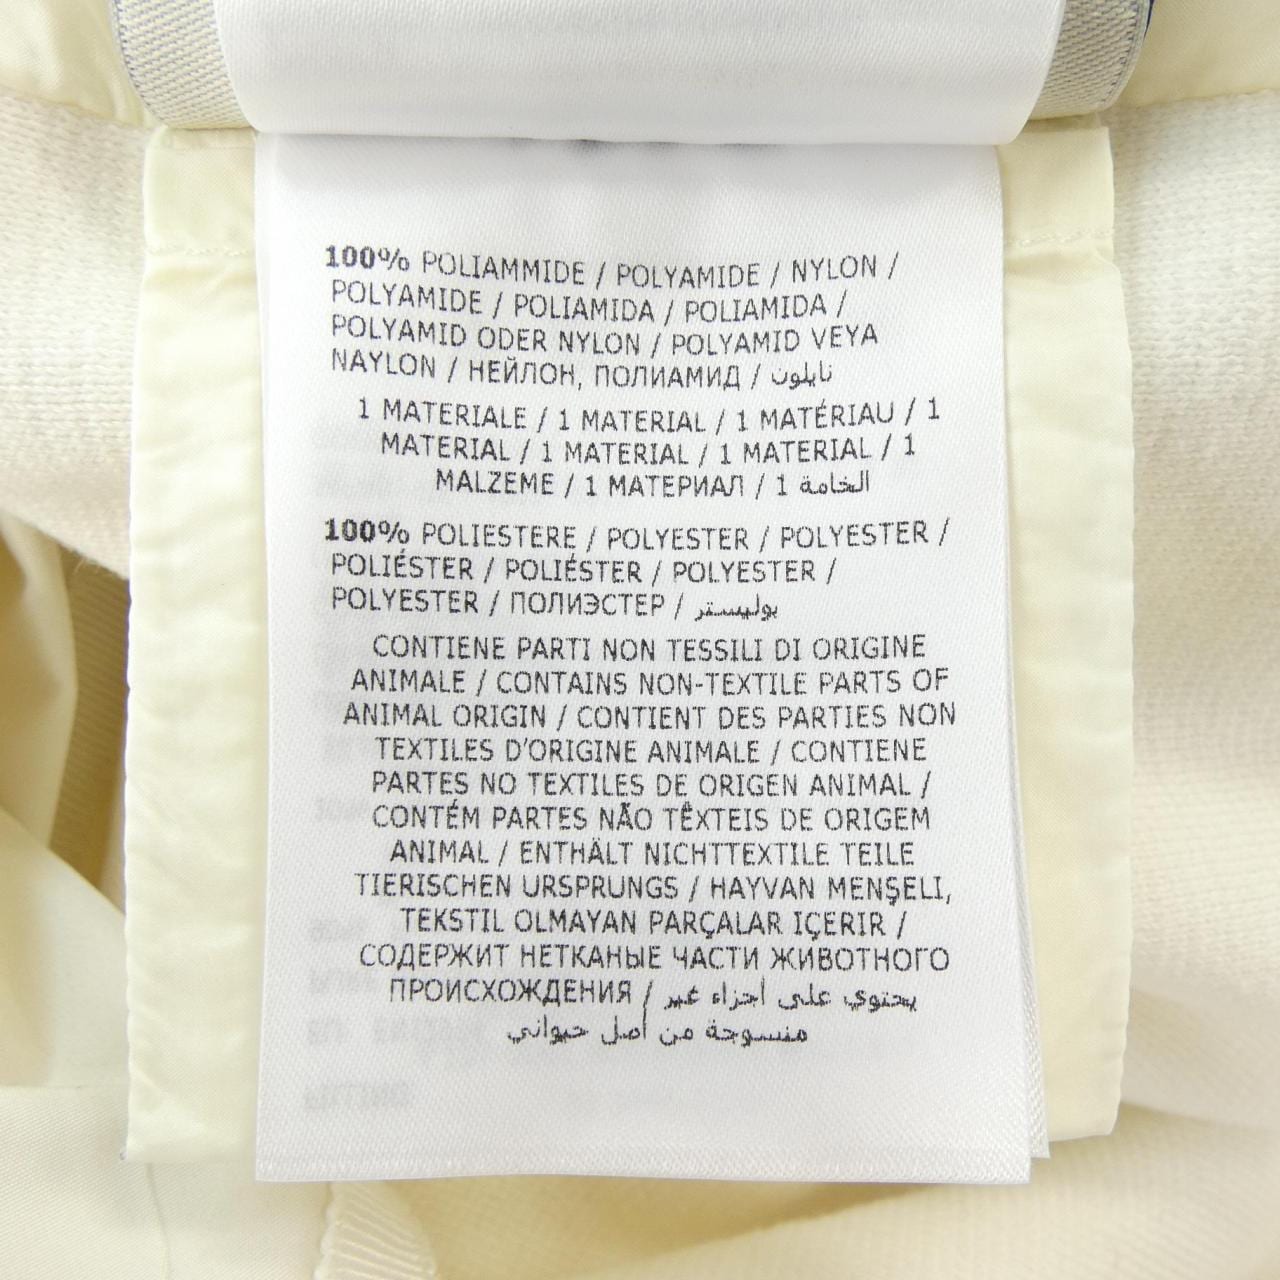 100% POLIAMMIDE / POLYAMIDE / NYLON /
POLYAMIDE / POLIAMIDA / POLIAMIDA /
POLYAMID ODER NYLON / POLYAMID VEYA
NAYLON / НЕЙЛОН, ПОЛИАМИД / نايلون
1 MATERIALE / 1 MATERIAL / 1 MATÉRIAU / 1
MATERIAL / 1 MATERIAL / 1 MATERIAL / 1
MALZEME / 1 МАТЕРИАЛ / 1 الخامة
100% POLIESTERE / POLYESTER / POLYESTER /
POLIÉSTER / POLIÉSTER / POLYESTER /
POLYESTER / ПОЛИЭСТЕР / بوليستر
CONTIENE PARTI NON TESSILI DI ORIGINE
ANIMALE / CONTAINS NON-TEXTILE PARTS OF
ANIMAL ORIGIN / CONTIENT DES PARTIES NON
TEXTILES D'ORIGINE ANIMALE / CONTIENE
PARTES NO TEXTILES DE ORIGEN ANIMAL /
CONTÉM PARTES NÃO TÊXTEIS DE ORIGEM
ANIMAL / ENTHÄLT NICHTTEXTILE TEILE
TIERISCHEN URSPRUNGS / HAYVAN MENŞELI,
TEKSTIL OLMAYAN PARÇALAR IÇERIR /
СОДЕРЖИТ НЕТКАНЫЕ ЧАСТИ ЖИВОТНОГО
ПРОИСХОЖДЕНИЯ / يحتوي على أجزاء غير
منسوجة من أصل حيواني